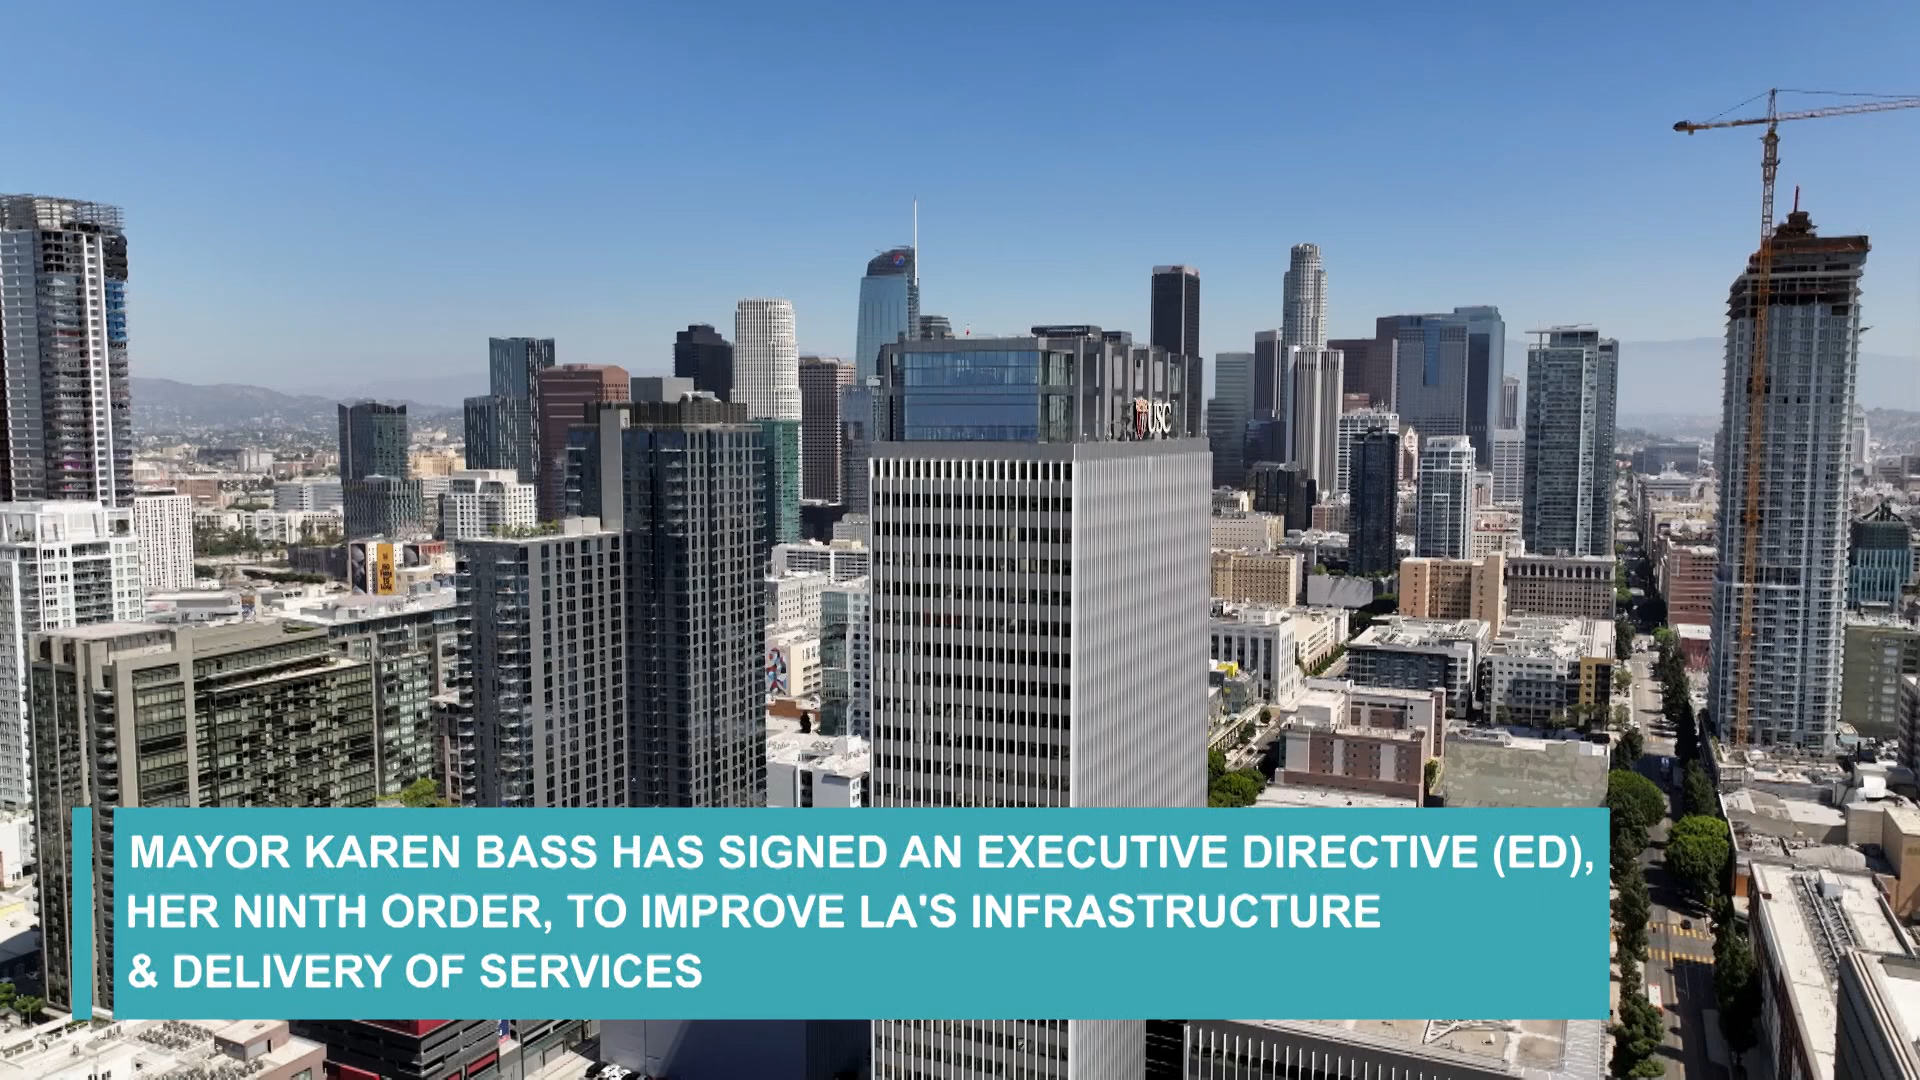 USC
MAYOR KAREN BASS HAS SIGNED AN EXECUTIVE DIRECTIVE (ED),
HER NINTH ORDER, TO IMPROVE LA'S INFRASTRUCTURE
& DELIVERY OF SERVICES